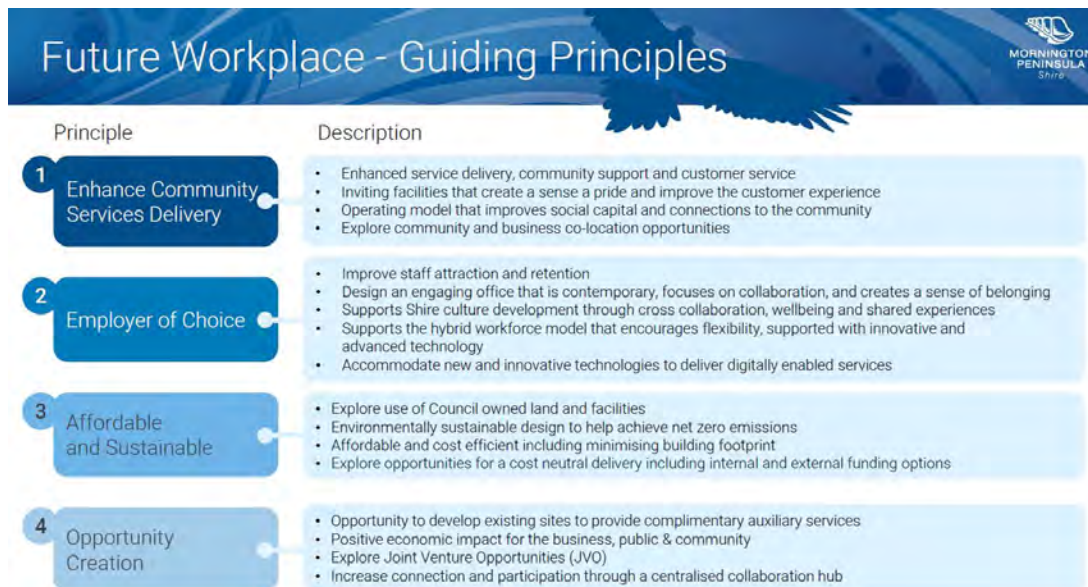 Future Workplace - Guiding Principles
MORNINGTON
PENINSULA
Shire
Principle
Description
1
Enhance Community
Services Delivery
• Enhanced service delivery, community support and customer service
• Inviting facilities that create a sense a pride and improve the customer experience
• Operating model that improves social capital and connections to the community
• Explore community and business co-location opportunities
2
Employer of Choice
• Improve staff attraction and retention
• Design an engaging office that is contemporary, focuses on collaboration, and creates a sense of belonging
• Supports Shire culture development through cross collaboration, wellbeing and shared experiences
• Supports the hybrid workforce model that encourages flexibility, supported with innovative and
advanced technology
• Accommodate new and innovative technologies to deliver digitally enabled services
3
Affordable
and Sustainable
• Explore use of Council owned land and facilities
• Environmentally sustainable design to help achieve net zero emissions
• Affordable and cost efficient including minimising building footprint
• Explore opportunities for a cost neutral delivery including internal and external funding options
4
Opportunity
Creation
• Opportunity to develop existing sites to provide complimentary auxiliary services
• Positive economic impact for the business, public & community
• Explore Joint Venture Opportunities (JVO)
• Increase connection and participation through a centralised collaboration hub